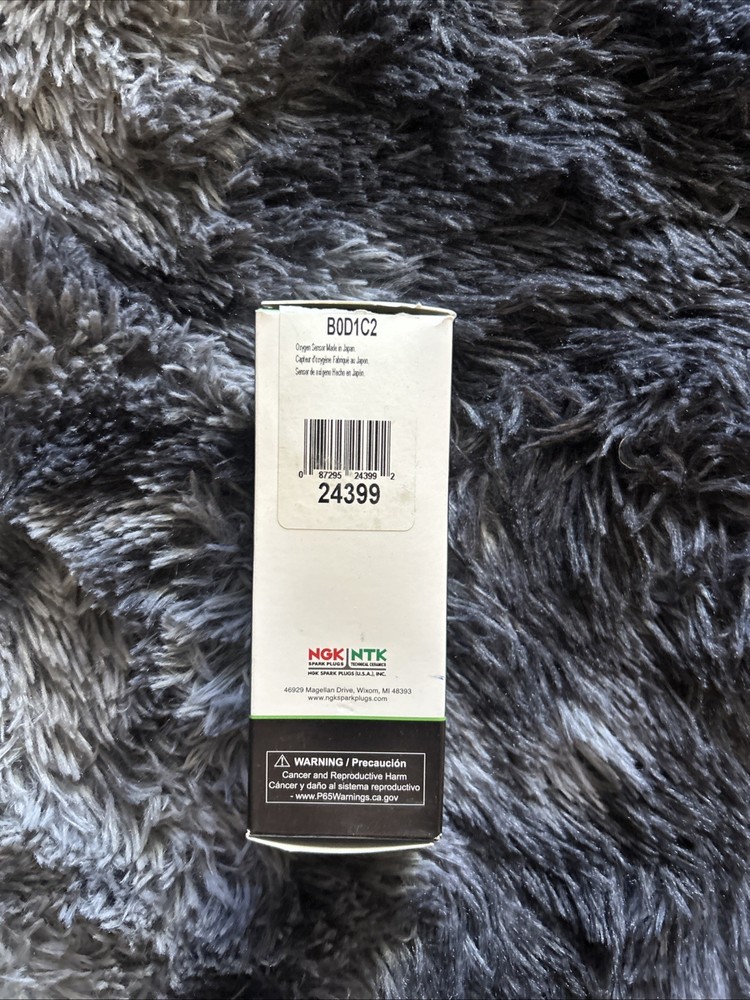 B0D1C2
Oxygen Sensor Made in Japan.
Capteur d'oxygène Fabriqué au Japon.
Sensor de oxígeno Hecho en Japón.
0 87295 24399 2
24399
NGK NTK
SPARK PLUGS TECHNICAL CERAMICS
NGK SPARK PLUGS (U.S.A.), INC.
46929 Magellan Drive, Wixom, MI 48393
www.ngksparkplugs.com
WARNING / Precaución
Cancer and Reproductive Harm
Cáncer y daño al sistema reproductivo
- www.P65Warnings.ca.gov